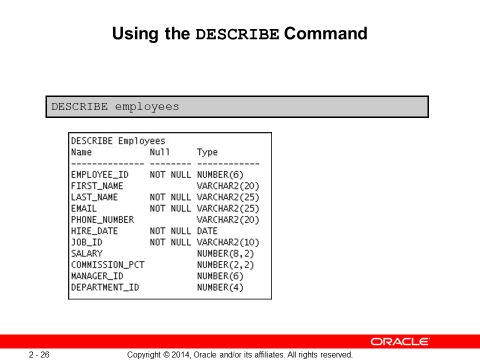 Using the DESCRIBE Command
DESCRIBE employees
DESCRIBE Employees
Name Null Type
-------------- -------- ------------
EMPLOYEE_ID NOT NULL NUMBER(6)
FIRST_NAME VARCHAR2(20)
LAST_NAME NOT NULL VARCHAR2(25)
EMAIL NOT NULL VARCHAR2(25)
PHONE_NUMBER VARCHAR2(20)
HIRE_DATE NOT NULL DATE
JOB_ID NOT NULL VARCHAR2(10)
SALARY NUMBER(8,2)
COMMISSION_PCT NUMBER(2,2)
MANAGER_ID NUMBER(6)
DEPARTMENT_ID NUMBER(4)
ORACLE
2 - 26 Copyright © 2014, Oracle and/or its affiliates. All rights reserved.